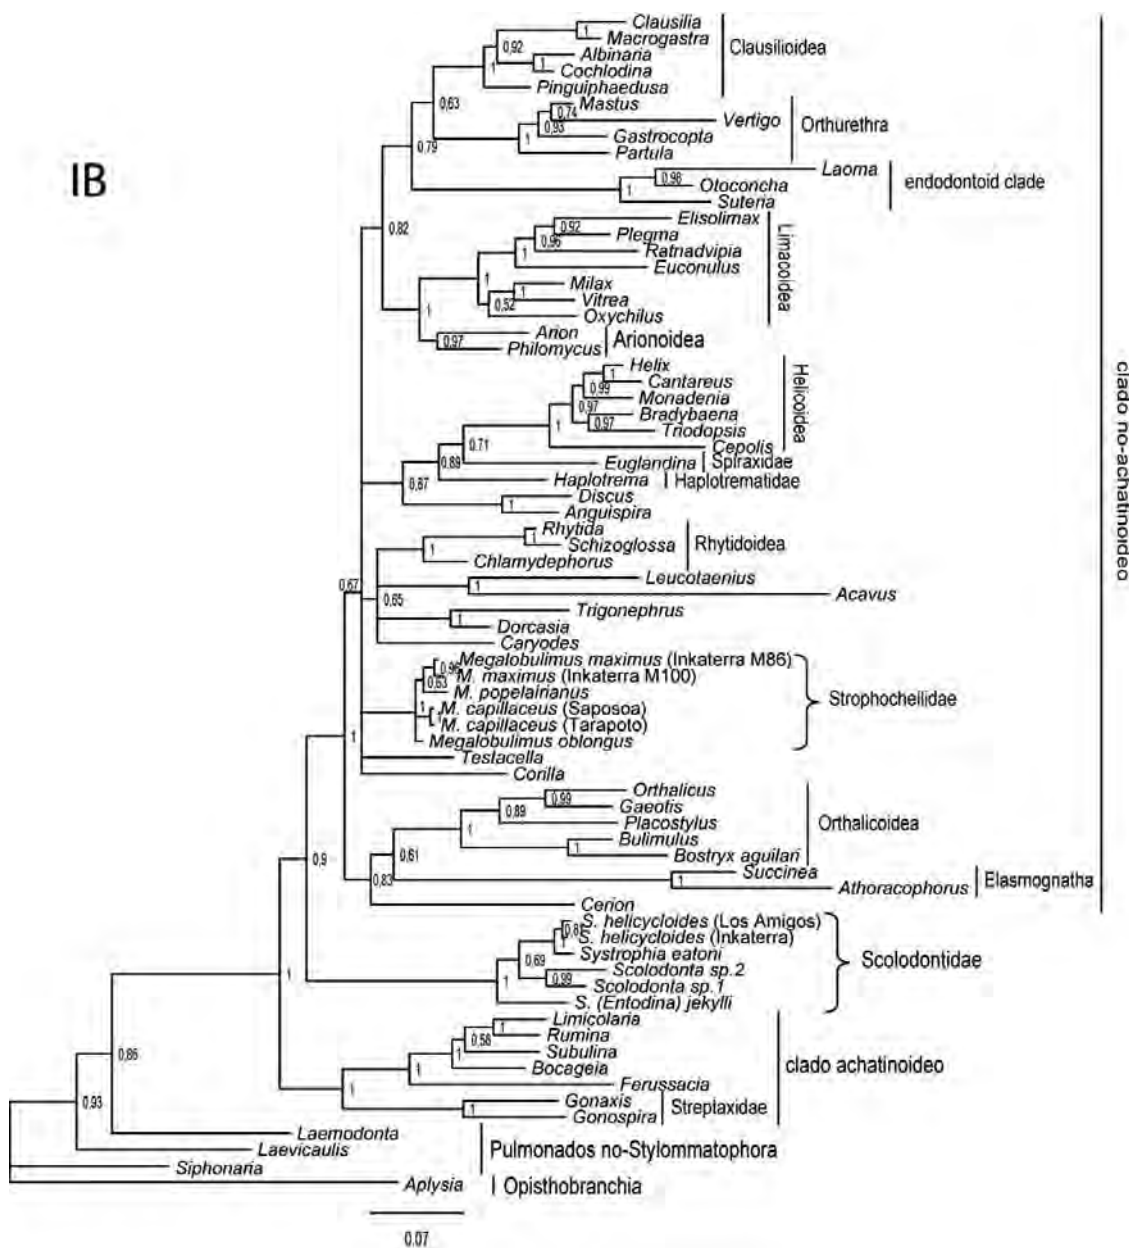 IB
Clausilia
Macrogastra
Albinaria
Cochlodina
Pinguiphaedusa
Clausilioidea
1
0,92
1
1
0,63
Mastus
Vertigo
Gastrocopta
Partula
Orthurethra
0,74
0,93
1
0,79
Laoma
Otoconcha
Suteria
endodontoid clade
0,98
1
0,82
Elisolimax
Plegma
Ratnadvipia
Euconulus
Milax
Vitrea
Oxychilus
Limacoidea
0,92
0,96
1
1
1
0,52
1
Arion
Philomycus
Arionoidea
0,97
Helix
Cantareus
Monadenia
Bradybaena
Triodopsis
Cepolis
Helicoidea
1
0,99
0,97
0,97
1
0,71
Euglandina
Spiraxidae
0,89
Haplotrema
Haplotrematidae
0,87
Discus
Anguispira
1
Rhytida
Schizoglossa
Chlamydephorus
Rhytidoidea
1
1
Leucotaenius
Acavus
1
0,67
0,65
Trigonephrus
Dorcasia
Caryodes
1
Megalobulimus maximus (Inkaterra M86)
M. maximus (Inkaterra M100)
M. popelairianus
M. capillaceus (Saposoa)
M. capillaceus (Tarapoto)
Megalobulimus oblongus
Strophocheilidae
0,96
0,63
1
1
1
Testacella
Corilla
Orthalicus
Gaeotis
Placostylus
Bulimulus
Bostryx aguilari
Orthalicoidea
0,99
0,89
1
1
0,61
Succinea
Athoracophorus
Elasmognatha
1
0,83
0,9
Cerion
clado no-achatinoideo
S. helicycloides (Los Amigos)
S. helicycloides (Inkaterra)
Systrophia eatoni
Scolodonta sp.2
Scolodonta sp.1
S. (Entodina) jekylli
Scolodontidae
1
0,69
0,99
1
1
Limicolaria
Rumina
Subulina
Bocageia
Ferussacia
1
0,58
1
1
1
Gonaxis
Gonospira
Streptaxidae
1
clado achatinoideo
0,86
0,93
Laemodonta
Laevicaulis
Siphonaria
Pulmonados no-Stylommatophora
Aplysia
Opisthobranchia
0.07